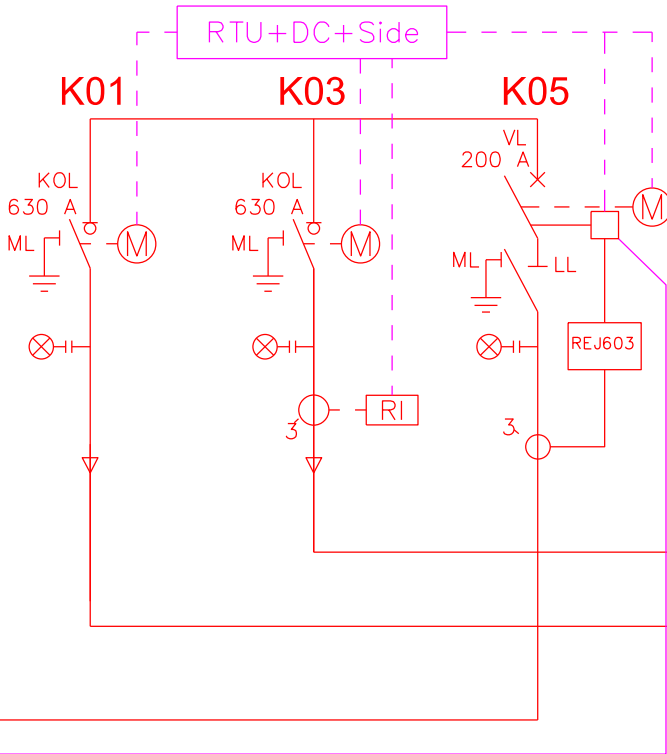 RTU+DC+Side
K01
K03
K05
KOL
630 A
ML
M
KOL
630 A
ML
M
VL
200 A
M
ML
LL
REJ603
3
RI
3